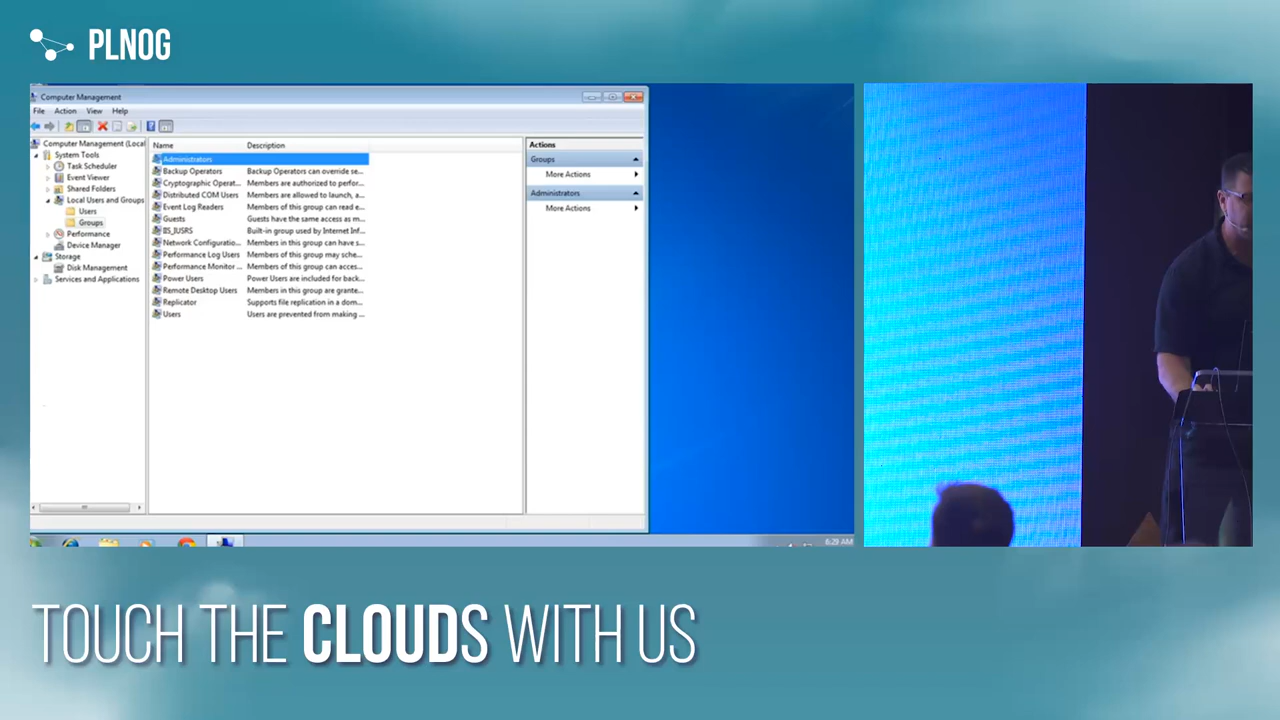 PLNOG
Computer Management
File Action View Help
Computer Management (Local
System Tools
Task Scheduler
Event Viewer
Shared Folders
Local Users and Groups
Users
Groups
Performance
Device Manager
Storage
Disk Management
Services and Applications
Name Description
Administrators
Backup Operators Backup Operators can override se...
Cryptographic Operat... Members are authorized to perfor...
Distributed COM Users Members are allowed to launch, a...
Event Log Readers Members of this group can read e...
Guests Guests have the same access as m...
IIS_IUSRS Built-in group used by Internet Inf...
Network Configuratio... Members in this group can have s...
Performance Log Users Members of this group may sche...
Performance Monitor ... Members of this group can acces...
Power Users Power Users are included for back...
Remote Desktop Users Members in this group are grante...
Replicator Supports file replication in a dom...
Users Users are prevented from making ...
Actions
Groups
More Actions
Administrators
More Actions
6:29 AM
TOUCH THE CLOUDS WITH US